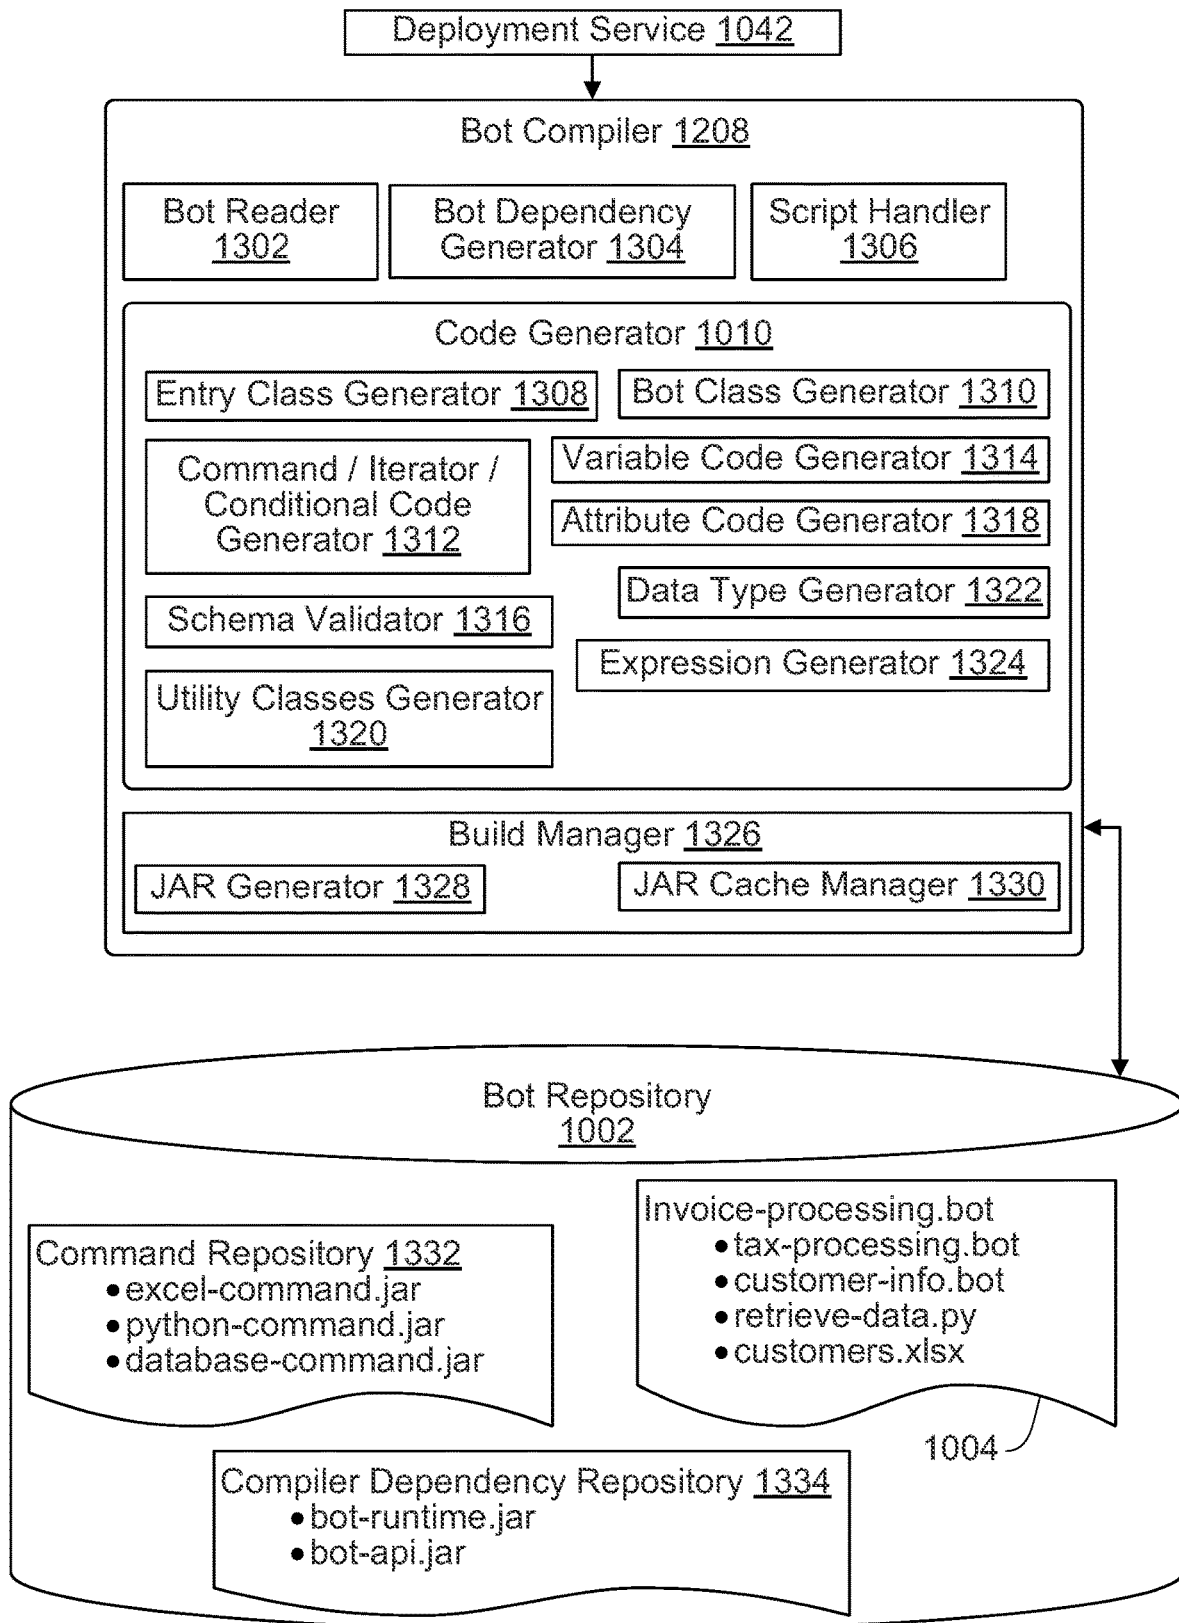 Deployment Service 1042
Bot Compiler 1208
Bot Reader
1302
Bot Dependency
Generator 1304
Script Handler
1306
Code Generator 1010
Entry Class Generator 1308
Bot Class Generator 1310
Command / Iterator /
Conditional Code
Generator 1312
Variable Code Generator 1314
Attribute Code Generator 1318
Data Type Generator 1322
Schema Validator 1316
Expression Generator 1324
Utility Classes Generator
1320
Build Manager 1326
JAR Generator 1328
JAR Cache Manager 1330
Bot Repository
1002
Command Repository 1332
•excel-command.jar
•python-command.jar
•database-command.jar
Invoice-processing.bot
•tax-processing.bot
•customer-info.bot
•retrieve-data.py
•customers.xlsx
1004
Compiler Dependency Repository 1334
•bot-runtime.jar
•bot-api.jar